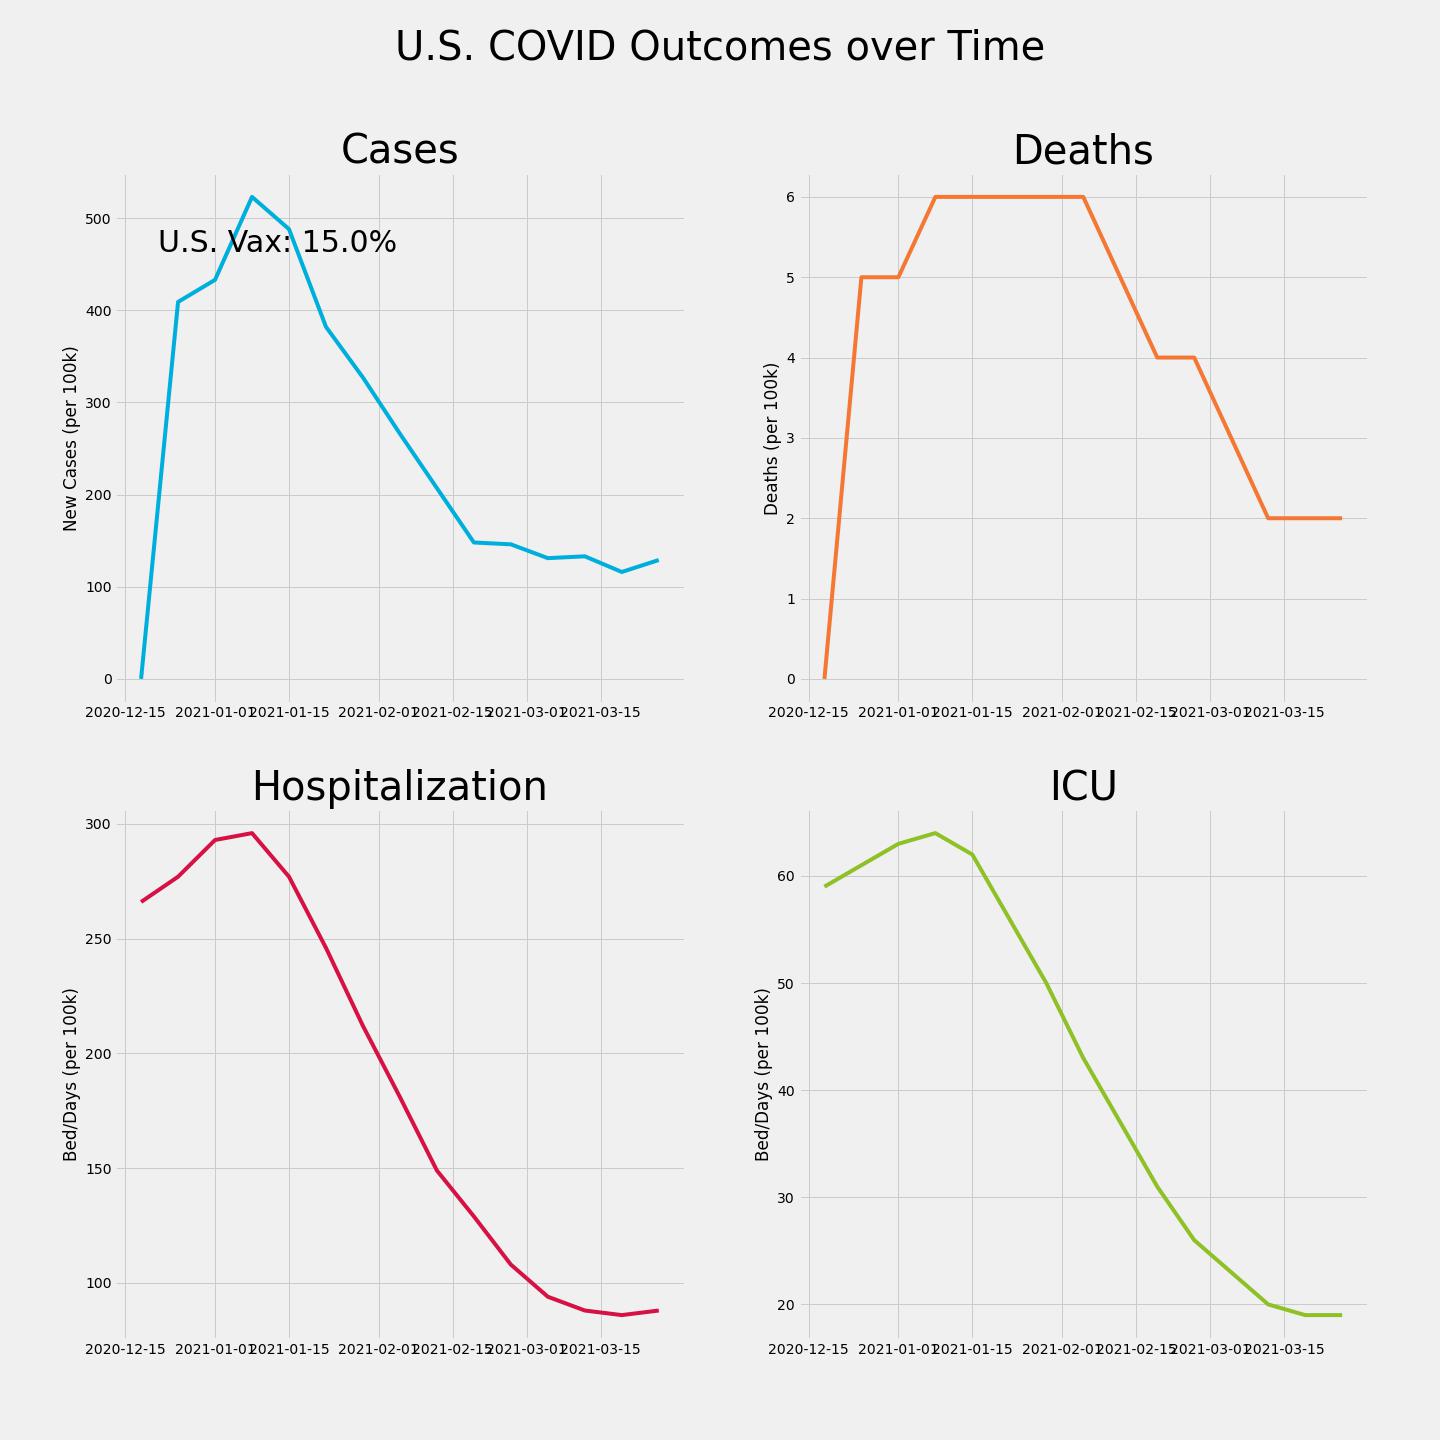 U.S. COVID Outcomes over Time
Cases
U.S. Vax: 15.0%
New Cases (per 100k)
500
400
300
200
100
0
2020-12-15 2021-01-01 2021-01-15 2021-02-01 2021-02-15 2021-03-01 2021-03-15
Deaths
Deaths (per 100k)
6
5
4
3
2
1
0
2020-12-15 2021-01-01 2021-01-15 2021-02-01 2021-02-15 2021-03-01 2021-03-15
Hospitalization
Bed/Days (per 100k)
300
250
200
150
100
2020-12-15 2021-01-01 2021-01-15 2021-02-01 2021-02-15 2021-03-01 2021-03-15
ICU
Bed/Days (per 100k)
60
50
40
30
20
2020-12-15 2021-01-01 2021-01-15 2021-02-01 2021-02-15 2021-03-01 2021-03-15